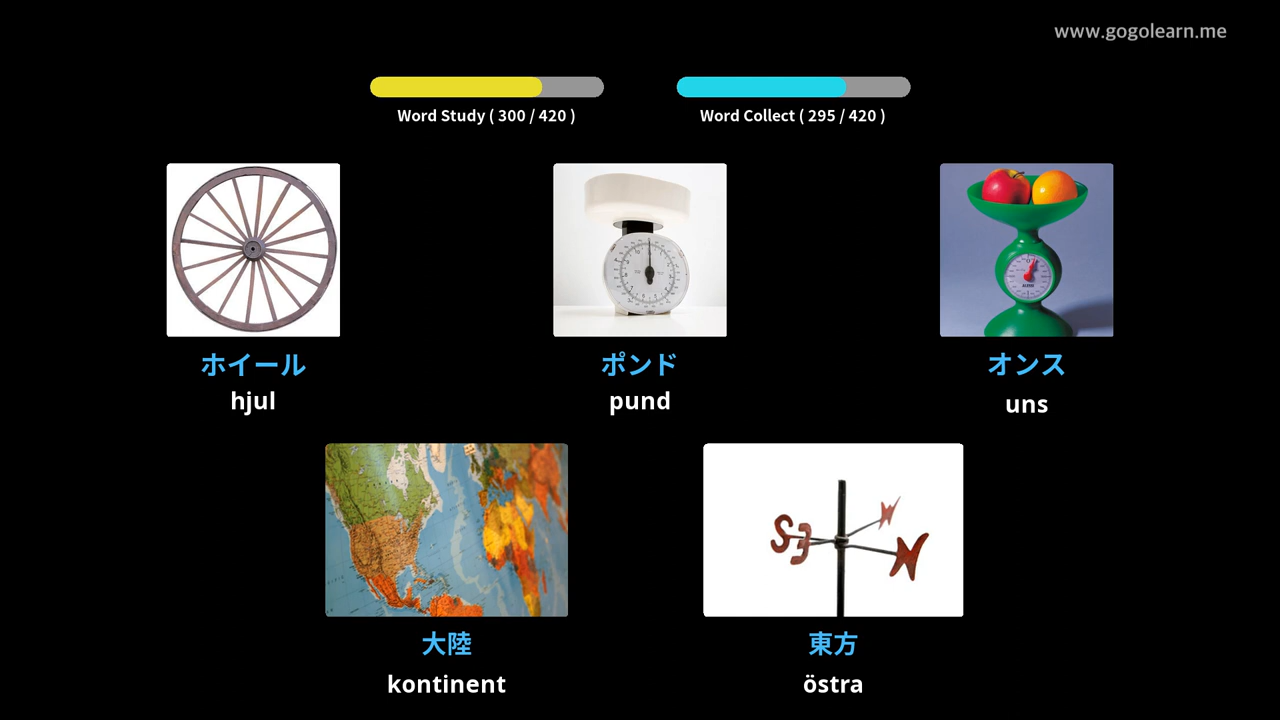 www.gogolearn.me
Word Study ( 300 / 420 )
Word Collect ( 295 / 420 )
ホイール
hjul
ポンド
pund
オンス
uns
大陸
kontinent
東方
östra